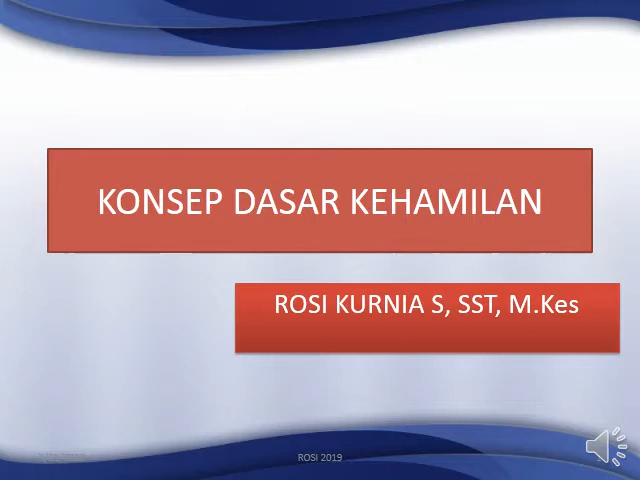 KONSEP DASAR KEHAMILAN
ROSI KURNIA S, SST, M.Kes
ROSI 2019